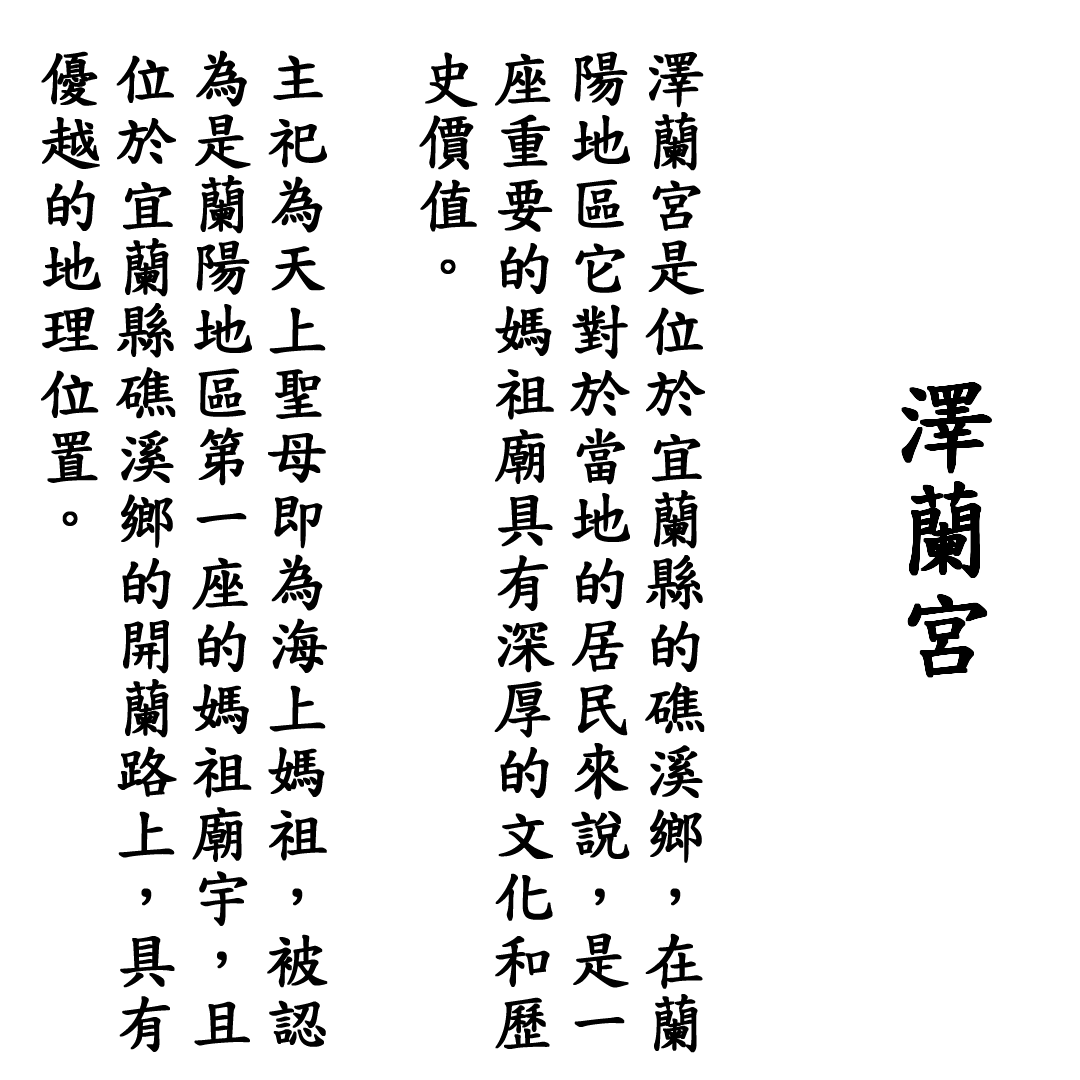 澤蘭宮
澤蘭宮是位於宜蘭縣的礁溪鄉，在蘭
陽地區它對於當地的居民來說，是一
座重要的媽祖廟具有深厚的文化和歷
史價值。
主祀為天上聖母即為海上媽祖，被認
為是蘭陽地區第一座的媽祖廟宇，且
位於宜蘭縣礁溪鄉的開蘭路上，具有
優越的地理位置。